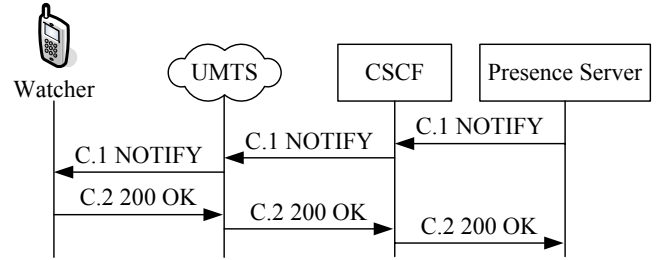 Watcher
UMTS
CSCF
Presence Server
C.1 NOTIFY
C.1 NOTIFY
C.1 NOTIFY
C.2 200 OK
C.2 200 OK
C.2 200 OK